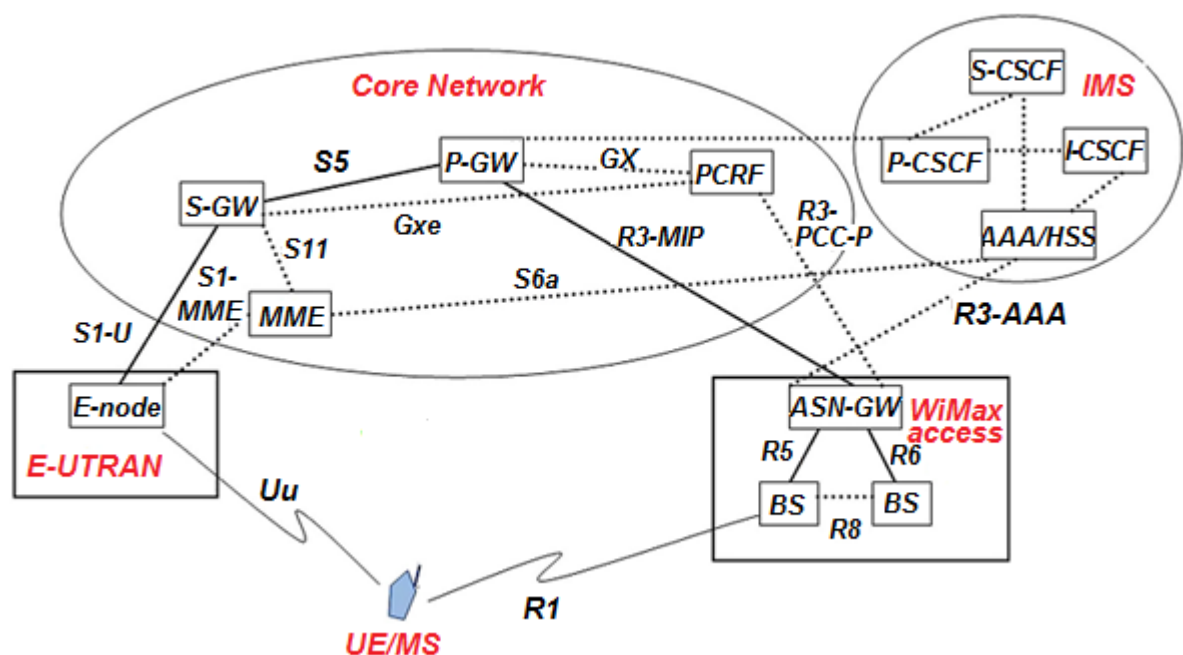 Core Network
S-CSCF
IMS
P-CSCF
I-CSCF
P-GW
GX
PCRF
S5
S-GW
Gxe
R3-MIP
R3-
PCC-P
AAA/HSS
S11
S1-
MME
MME
S6a
R3-AAA
S1-U
E-node
E-UTRAN
ASN-GW
WiMax
access
R5
R6
BS
BS
R8
Uu
R1
UE/MS